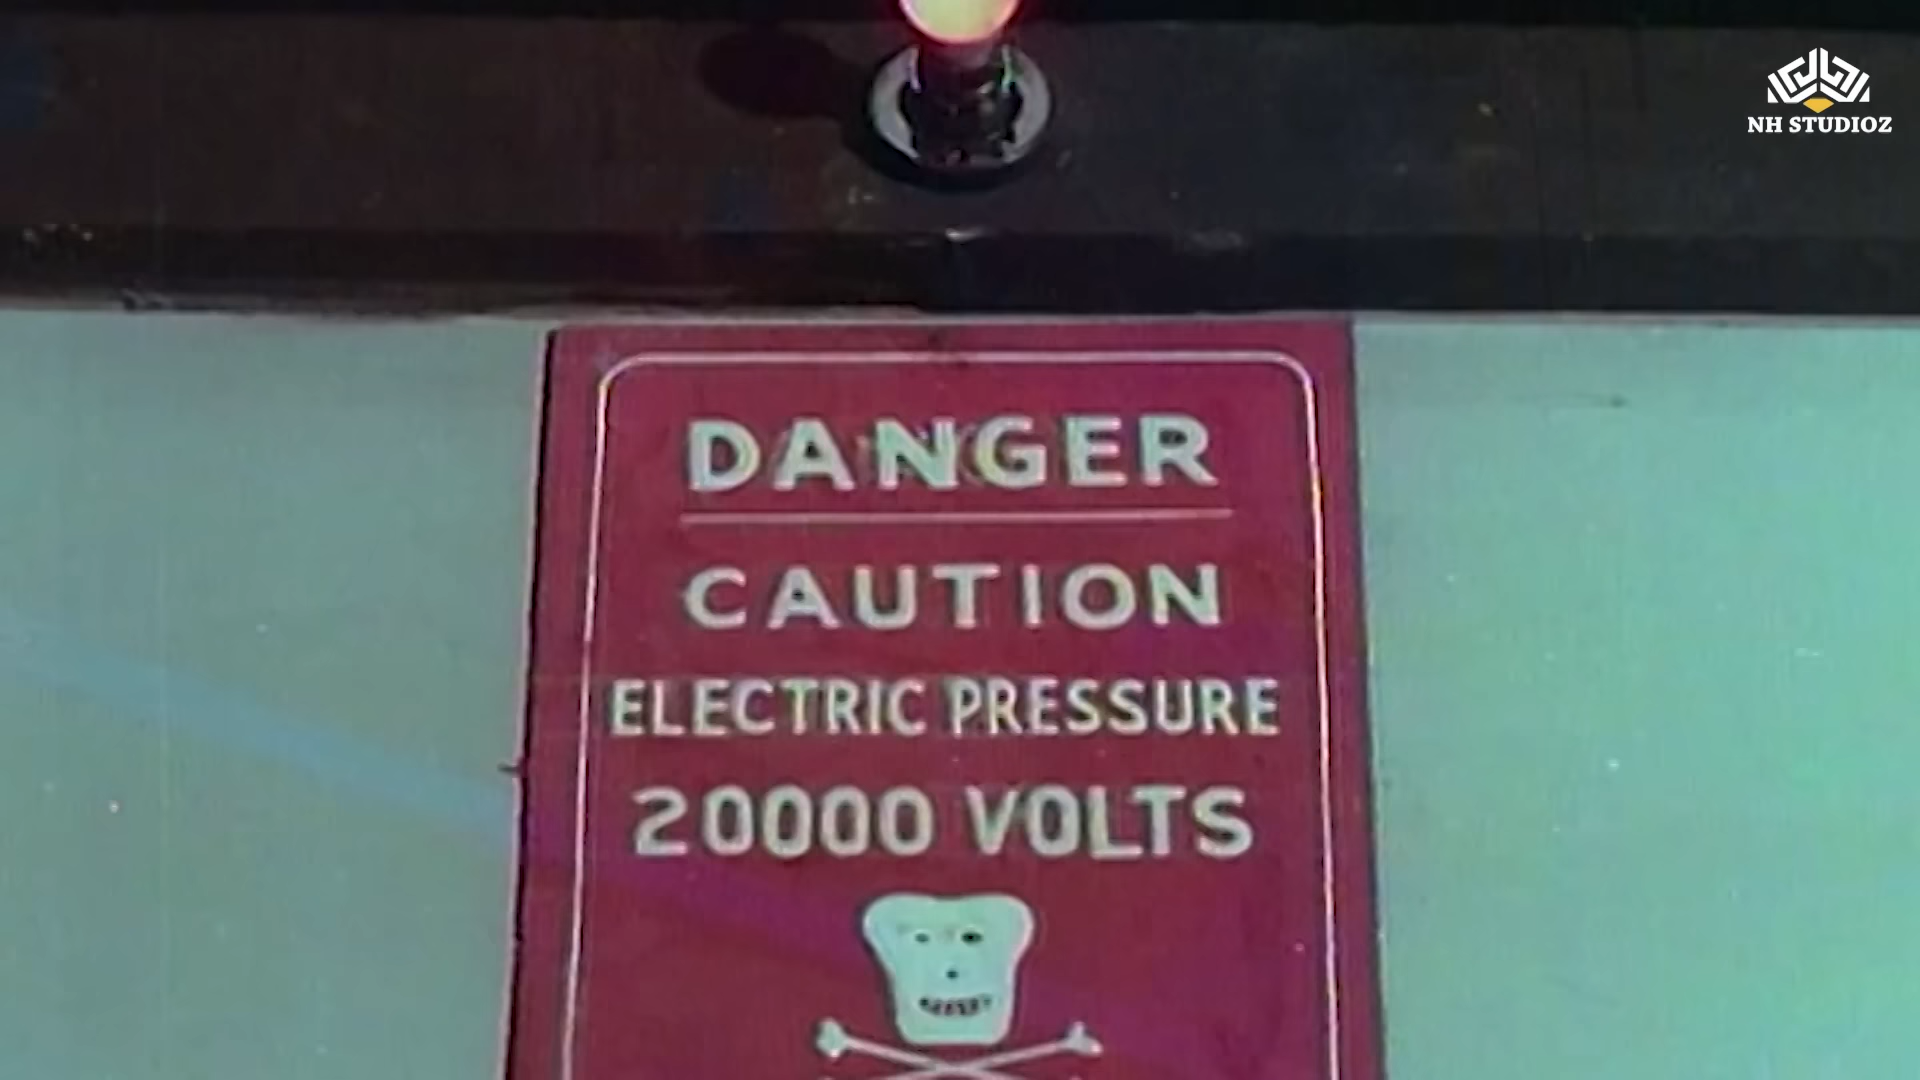 NH STUDIOZ
DANGER
CAUTION
ELECTRIC PRESSURE
20000 VOLTS